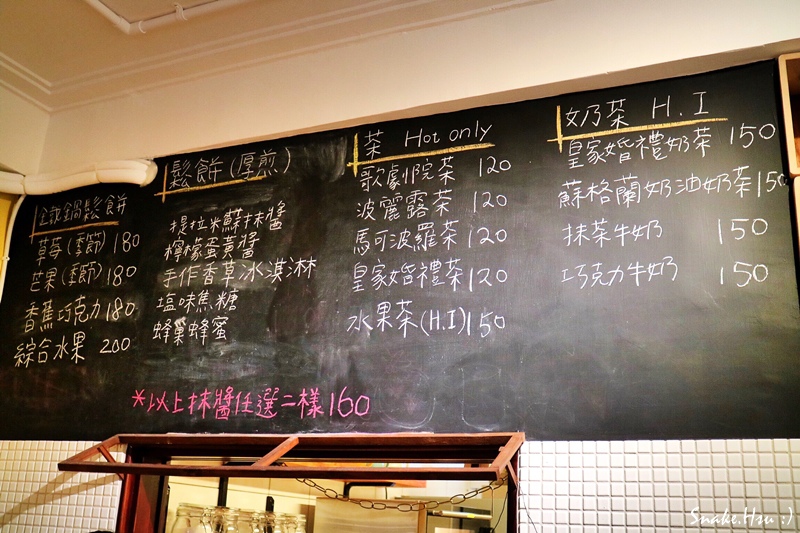 鑄鐵鍋鬆餅
草莓(季節) 180
芒果(季節) 180
香蕉巧克力 180
綜合水果 200
鬆餅(厚煎)
提拉米蘇抹醬
檸檬蛋黃醬
手作香草冰淇淋
塩味焦糖
蜂巢蜂蜜
*以上抹醬任選二樣160
茶 Hot only
歌劇院茶 120
波麗露茶 120
馬可波羅茶 120
皇家婚禮茶 120
水果茶(H.I) 150
奶茶 H.I
皇家婚禮奶茶 150
蘇格蘭奶油奶茶 150
抹茶牛奶 150
巧克力牛奶 150
Snake.Hsu :)